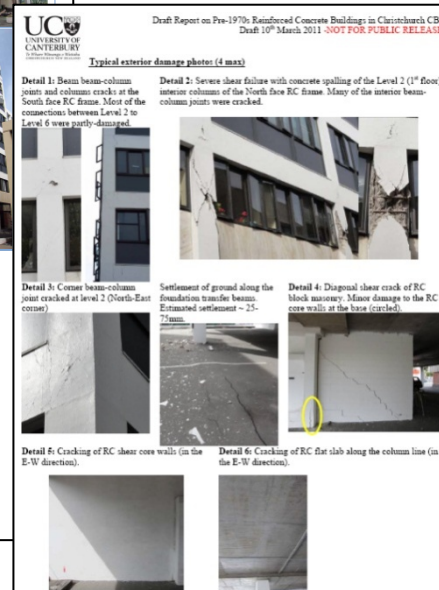 UC
UNIVERSITY OF
CANTERBURY
Draft Report on Pre-1970s Reinforced Concrete Buildings in Christchurch CB
Draft 10th March 2011 -NOT FOR PUBLIC RELEAS
Typical exterior damage photos (4 max)
Detail 1: Beam beam-column
joints and columns cracks at the
South face RC frame. Most of the
connections between Level 2 to
Level 6 were partly-damaged.
Detail 2: Severe shear failure with concrete spalling of the Level 2 (1st floor)
interior columns of the North face RC frame. Many of the interior beam-
column joints were cracked.
Detail 3: Corner beam-column
joint cracked at level 2 (North-East
corner)
Settlement of ground along the
foundation transfer beams.
Estimated settlement ~ 25-
75mm.
Detail 4: Diagonal shear crack of RC
block masonry. Minor damage to the RC
core walls at the base (circled).
Detail 5: Cracking of RC shear core walls (in the
E-W direction).
Detail 6: Cracking of RC flat slab along the column line (in
the E-W direction).